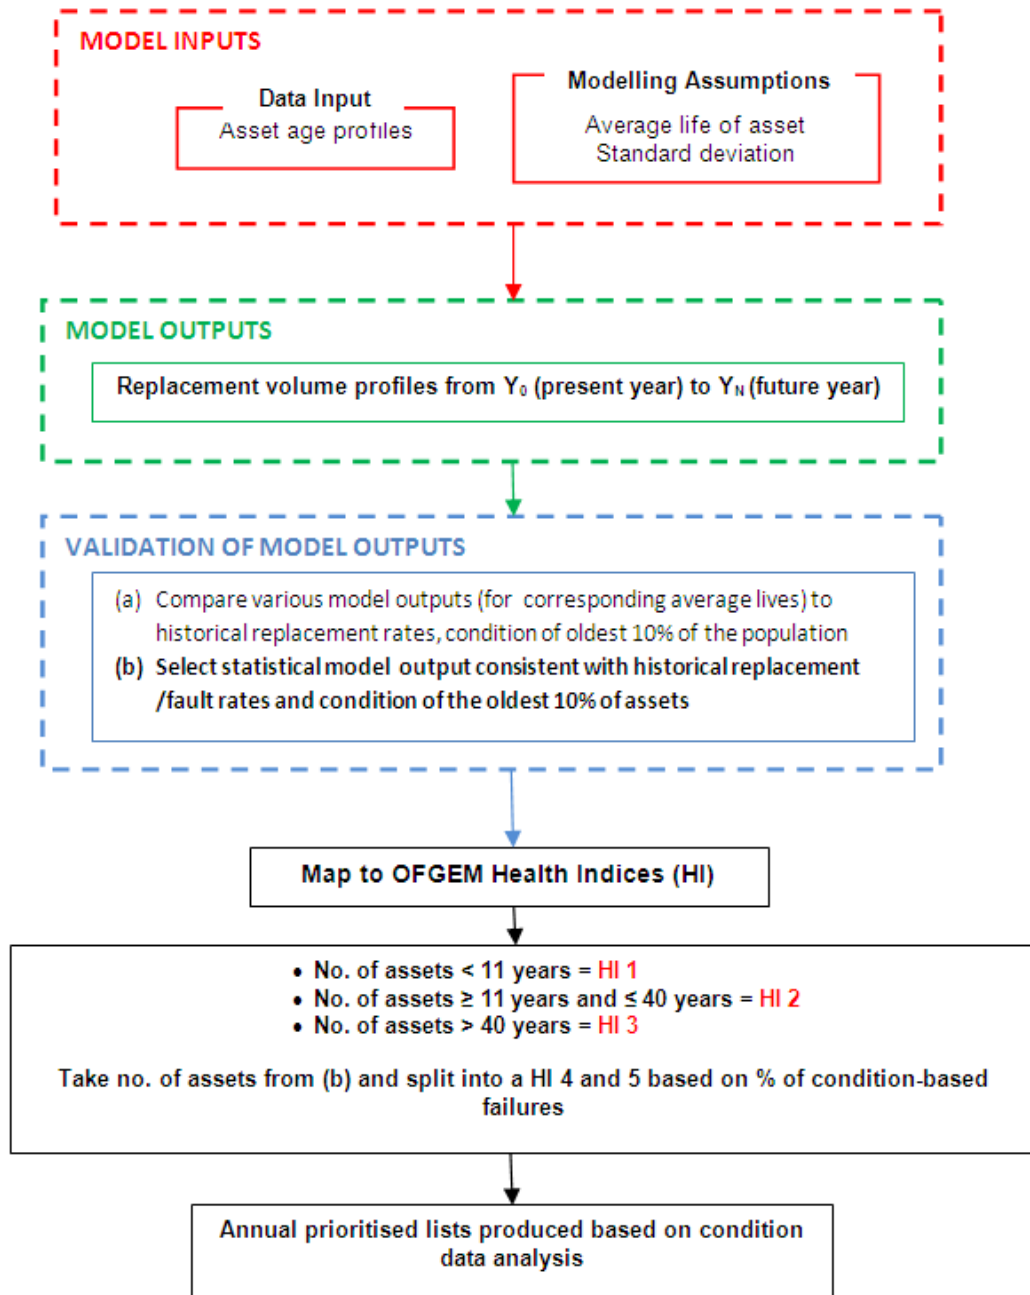 MODEL INPUTS
Data Input
Asset age profiles
Modelling Assumptions
Average life of asset
Standard deviation
MODEL OUTPUTS
Replacement volume profiles from Y₀ (present year) to Y_N (future year)
VALIDATION OF MODEL OUTPUTS
(a) Compare various model outputs (for corresponding average lives) to
historical replacement rates, condition of oldest 10% of the population
(b) Select statistical model output consistent with historical replacement
/fault rates and condition of the oldest 10% of assets
Map to OFGEM Health Indices (HI)
• No. of assets < 11 years = HI 1
• No. of assets ≥ 11 years and ≤ 40 years = HI 2
• No. of assets > 40 years = HI 3
Take no. of assets from (b) and split into a HI 4 and 5 based on % of condition-based
failures
Annual prioritised lists produced based on condition
data analysis